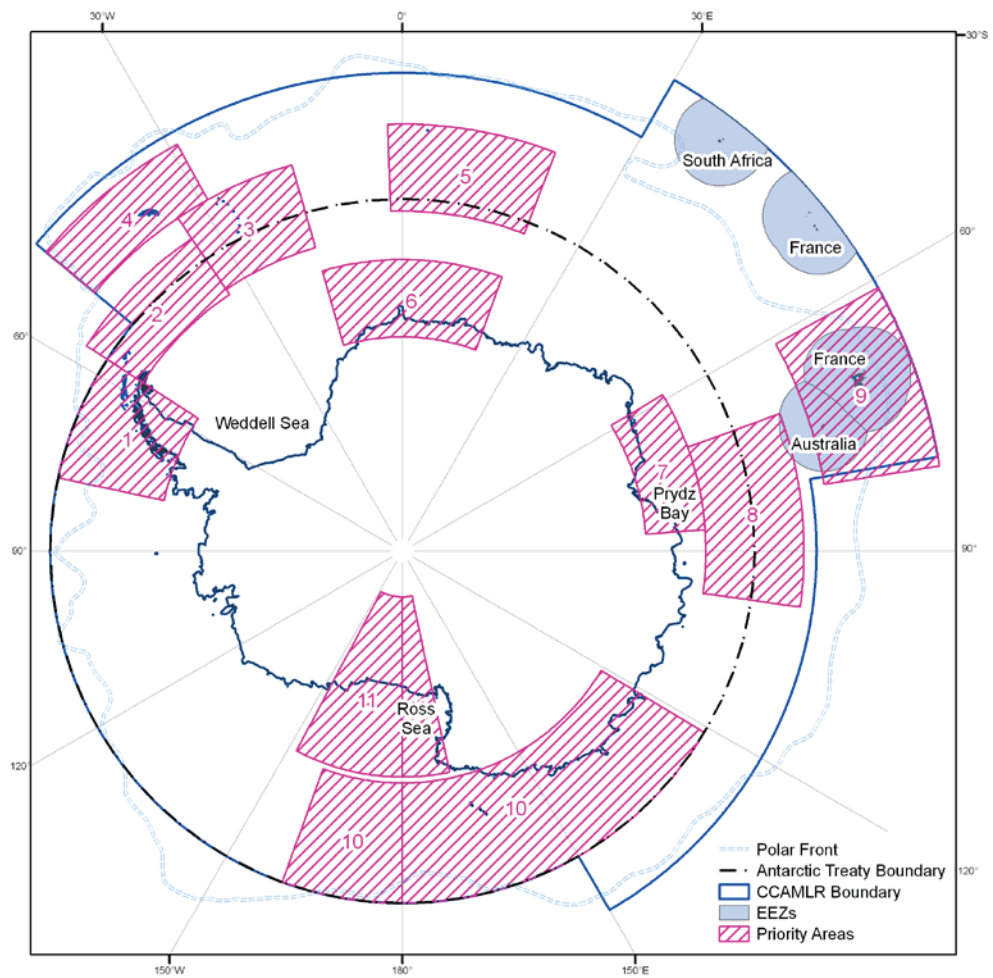 30°W
0°
30°E
30°S
South Africa
4
5
3
60°
France
2
6
60°
France
9
Weddell Sea
Australia
1
7
Prydz
Bay
8
90°
90°
11
Ross
Sea
120°
10
10
Polar Front
Antarctic Treaty Boundary
120°
CCAMLR Boundary
EEZs
Priority Areas
150°W
180°
150°E